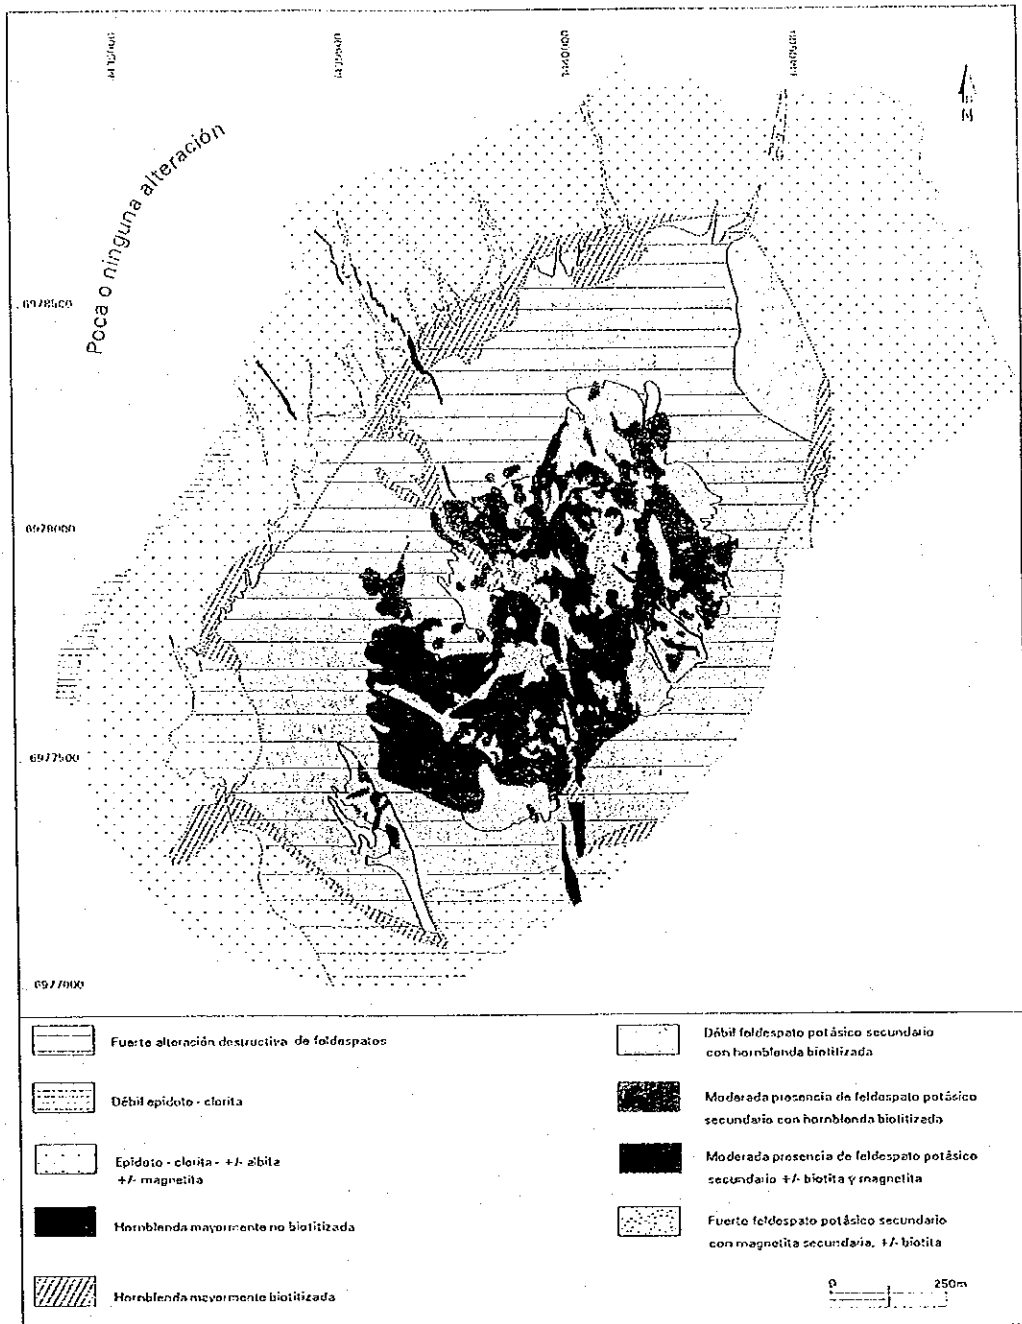 Poca o ninguna alteración
6978500
6978000
6977500
6977000
Fuerte alteración destructiva de feldespatos
Débil epidoto - clorita
Epidoto - clorita - +/- albita
+/- magnetita
Hornblenda mayormente no biotitizada
Hornblenda mayormente biotitizada
Débil feldespato potásico secundario
con hornblenda biotitizada
Moderada presencia de feldespato potásico
secundario con hornblenda biotitizada
Moderada presencia de feldespato potásico
secundario +/- biotita y magnetita
Fuerte feldespato potásico secundario
con magnetita secundaria, +/- biotita
0 250m